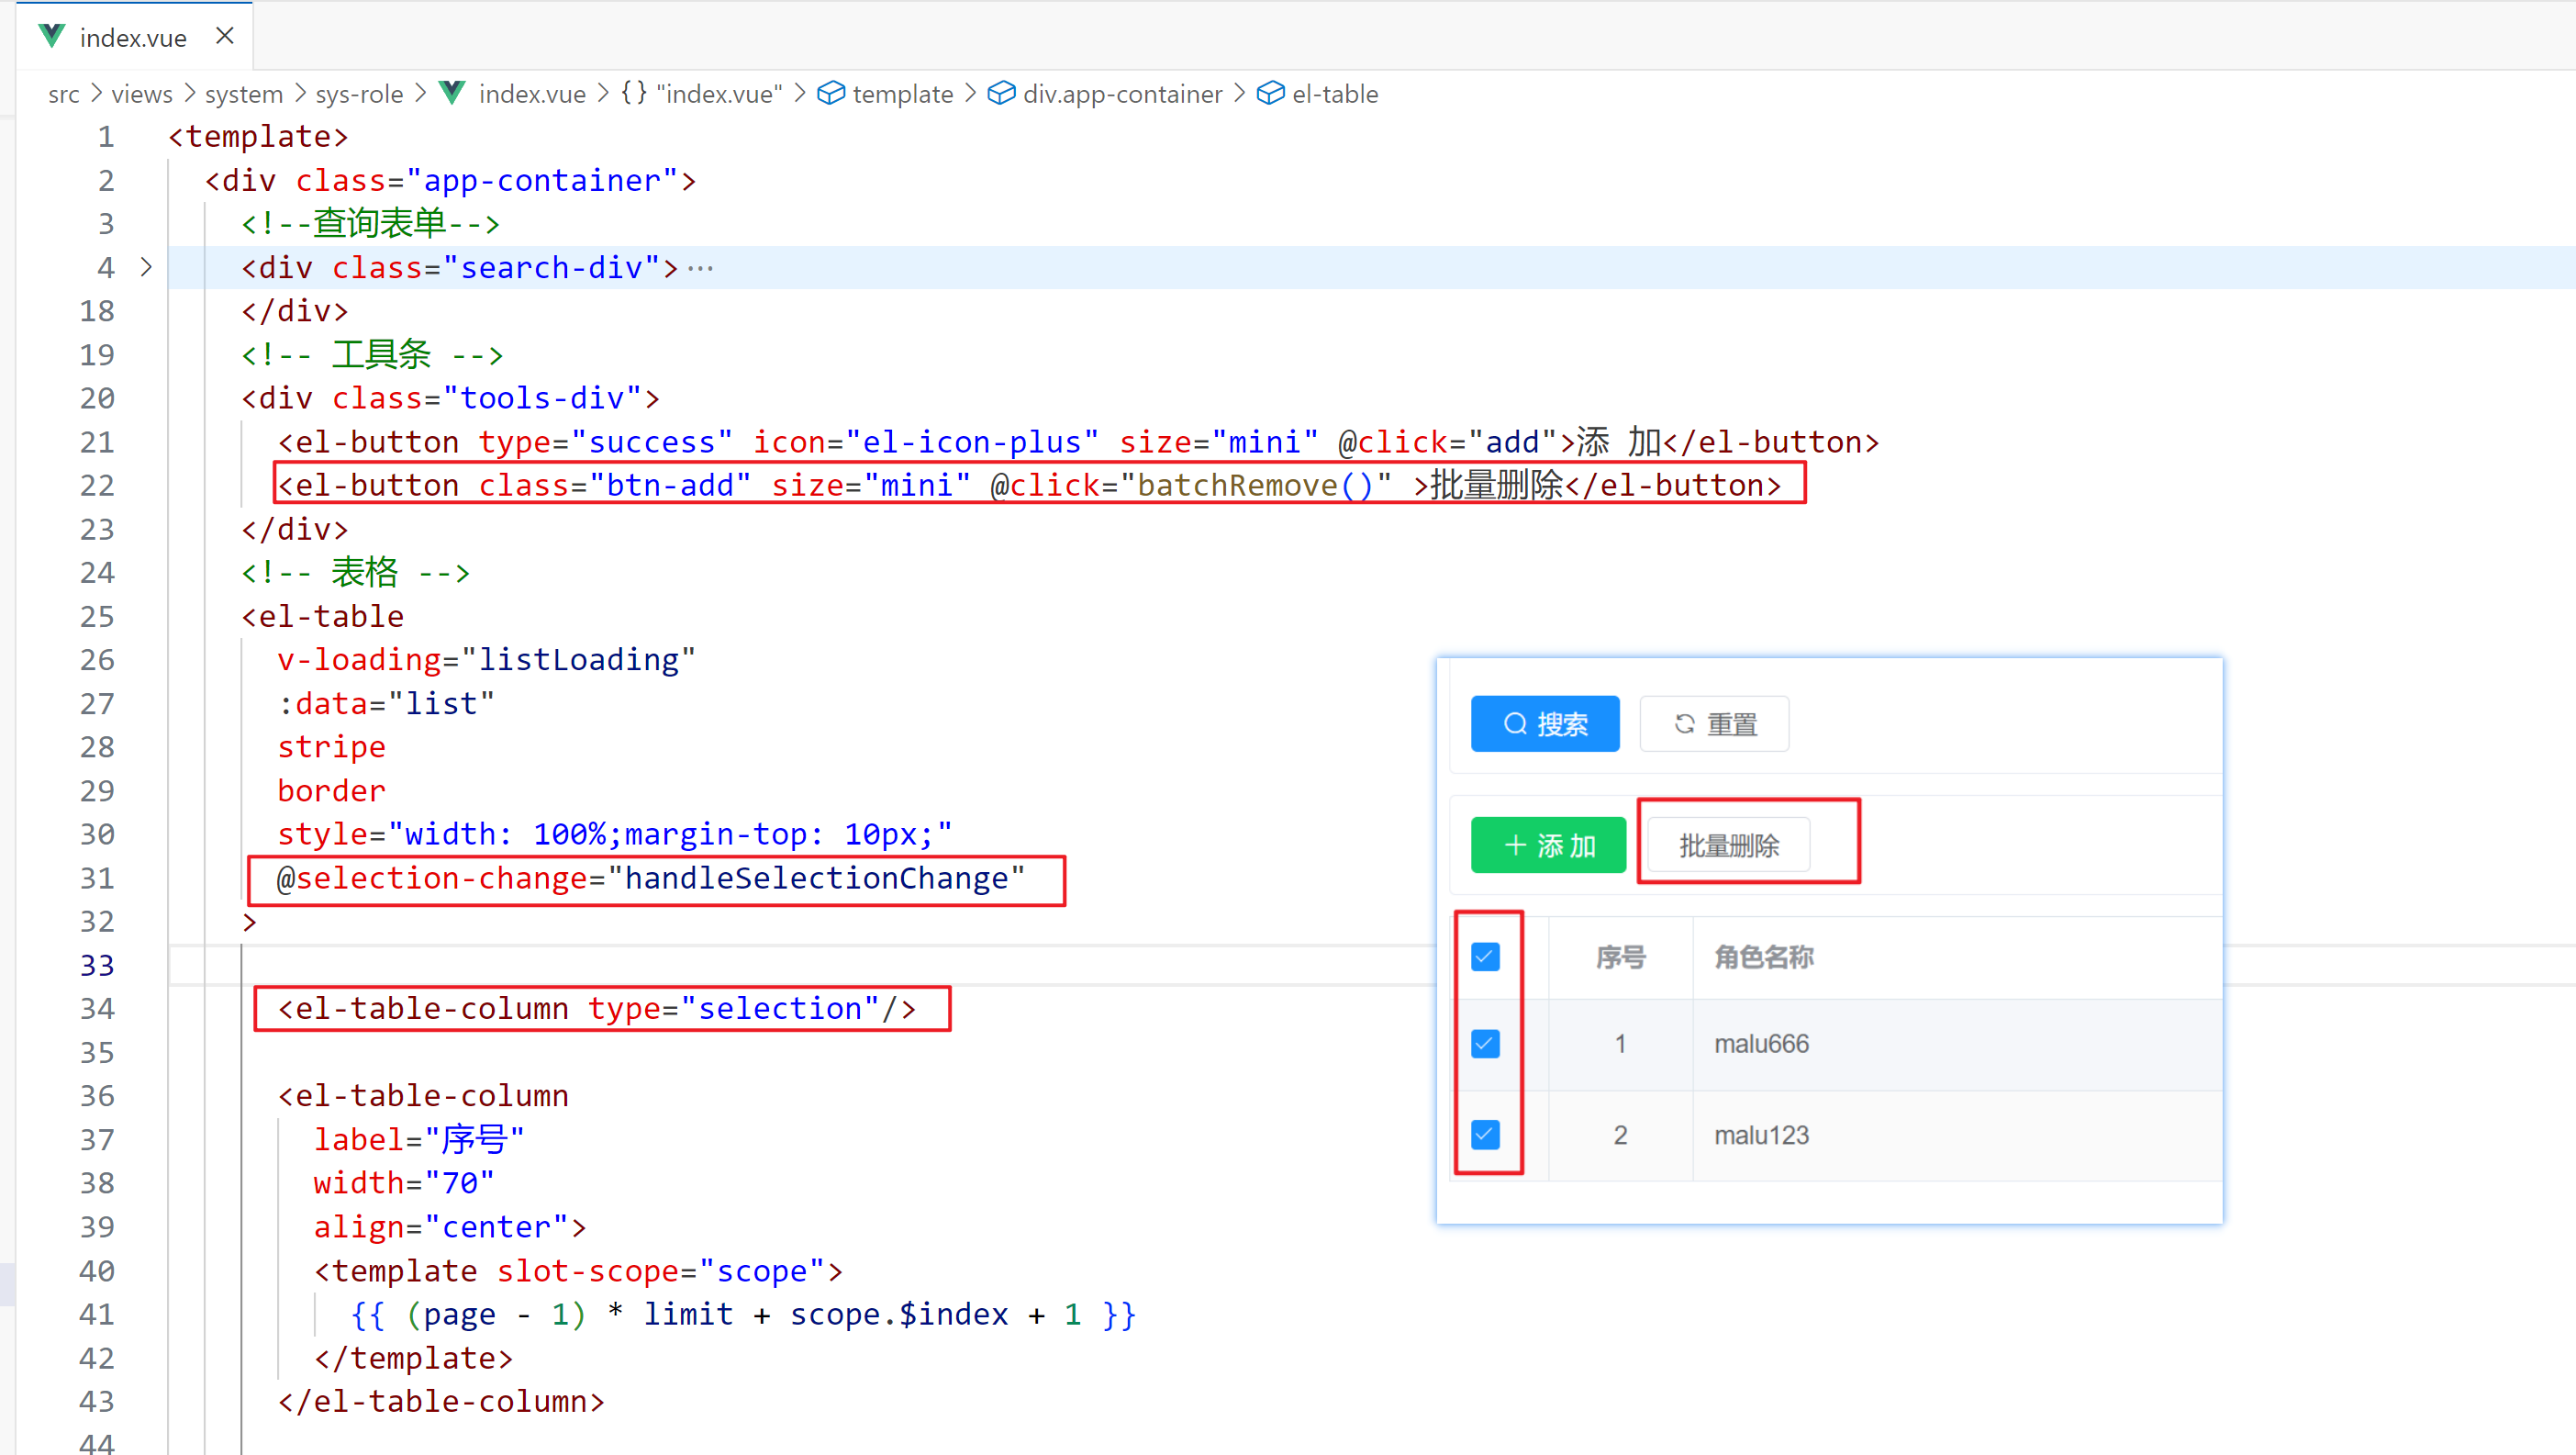 index.vue
src > views > system > sys-role > index.vue > {} "index.vue" > template > div.app-container > el-table
1 <template>
2 <div class="app-container">
3 <!--查询表单-->
4 <div class="search-div">···
18 </div>
19 <!-- 工具条 -->
20 <div class="tools-div">
21 <el-button type="success" icon="el-icon-plus" size="mini" @click="add">添 加</el-button>
22 <el-button class="btn-add" size="mini" @click="batchRemove()" >批量删除</el-button>
23 </div>
24 <!-- 表格 -->
25 <el-table
26 v-loading="listLoading"
27 :data="list"
28 stripe
29 border
30 style="width: 100%;margin-top: 10px;"
31 @selection-change="handleSelectionChange"
32 >
33
34 <el-table-column type="selection"/>
35
36 <el-table-column
37 label="序号"
38 width="70"
39 align="center">
40 <template slot-scope="scope">
41 {{ (page - 1) * limit + scope.$index + 1 }}
42 </template>
43 </el-table-column>
44
搜索 重置
添 加 批量删除
序号 角色名称
1 malu666
2 malu123